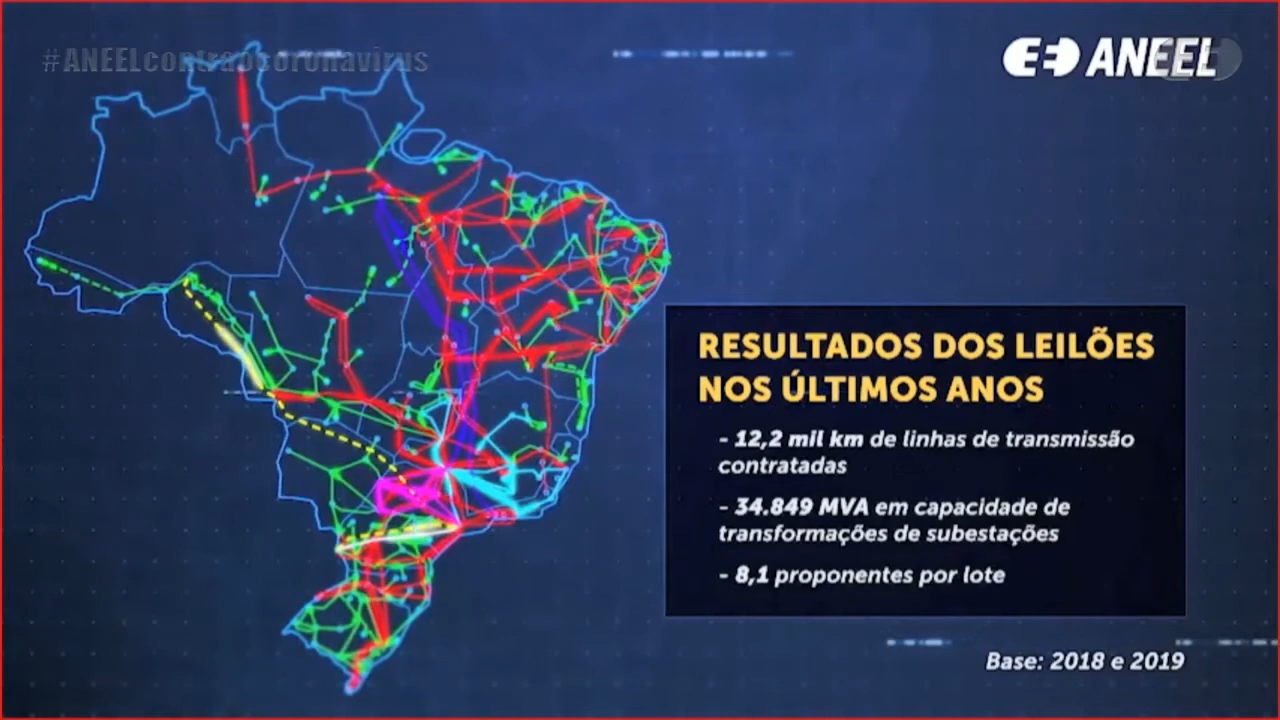 #ANEELcontraocoronavirus
ANEEL
RESULTADOS DOS LEILÕES
NOS ÚLTIMOS ANOS
- 12,2 mil km de linhas de transmissão
contratadas
- 34.849 MVA em capacidade de
transformações de subestações
- 8,1 proponentes por lote
Base: 2018 e 2019